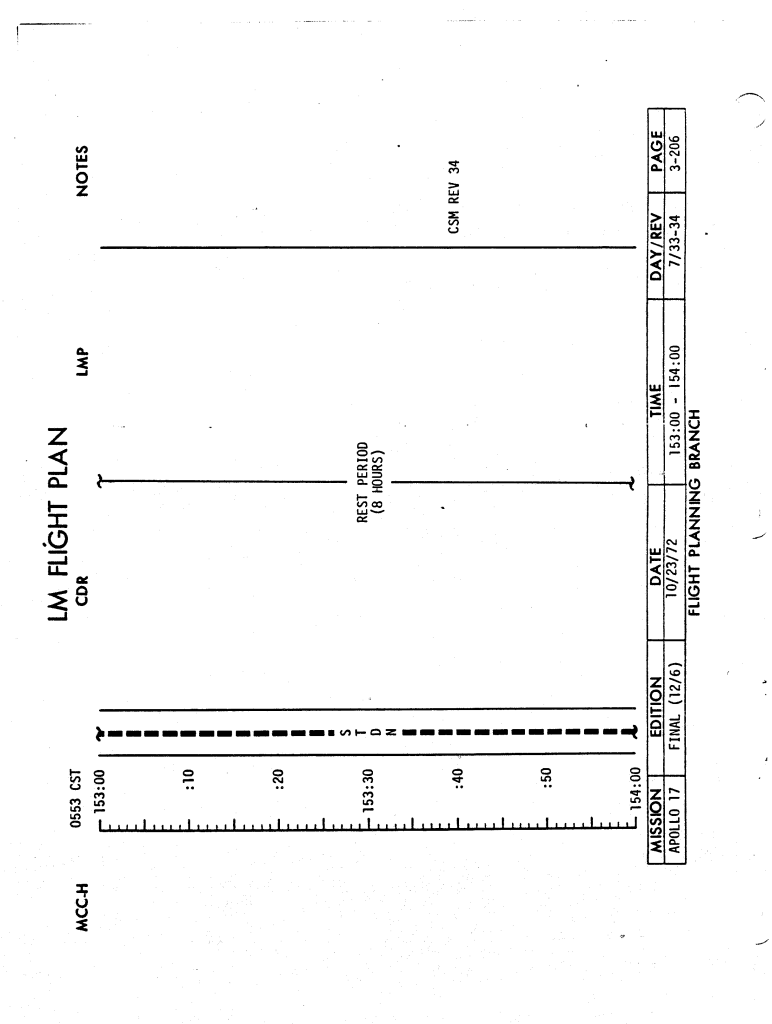 LM FLIGHT PLAN
MCC-H CDR LMP NOTES
0553 CST
153:00
:10
:20
S
T
D
N
153:30
REST PERIOD
(8 HOURS)
:40
CSM REV 34
:50
154:00
MISSION EDITION DATE TIME DAY/REV PAGE
APOLLO 17 FINAL (12/6) 10/23/72 153:00 - 154:00 7/33-34 3-206
FLIGHT PLANNING BRANCH